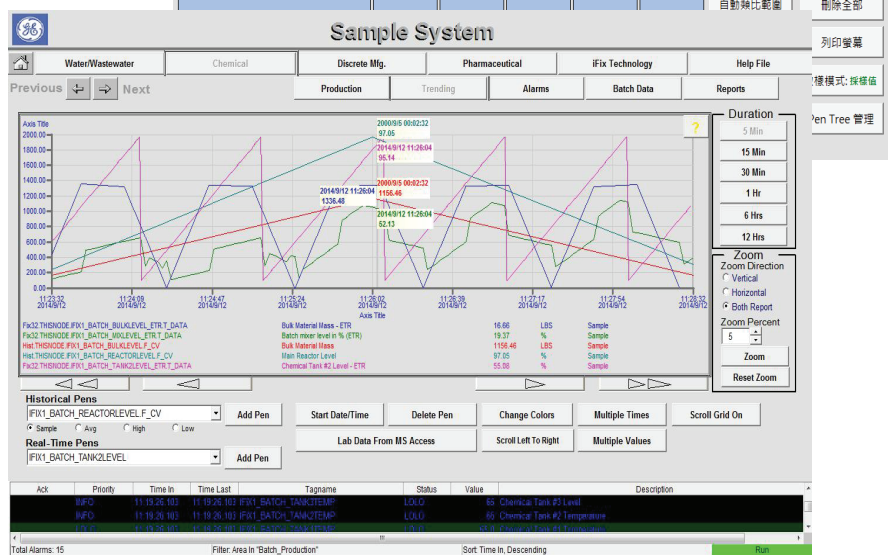 自動類比範圍
刪除全部
列印螢幕
樣模式: 採樣值
Pen Tree 管理
Sample System
Water/Wastewater Chemical Discrete Mfg. Pharmaceutical iFix Technology Help File
Previous Next Production Trending Alarms Batch Data Reports
Axis Title
2000.00
1800.00
1600.00
1400.00
1200.00
1000.00
800.00
600.00
400.00
200.00
0.00
2000/9/5 00:02:32
97.05
2014/9/12 11:26:04
95.14
2000/9/5 00:02:32
1156.46
2014/9/12 11:26:04
1336.48
2014/9/12 11:26:04
62.13
?
11:23:32 11:24:09 11:24:47 11:25:24 11:26:02 11:26:39 11:27:17 11:27:54 11:28:32
2014/9/12 2014/9/12 2014/9/12 2014/9/12 2014/9/12 2014/9/12 2014/9/12 2014/9/12 2014/9/12
Axis Title
Fix32.THISNODE.IFIX1_BATCH_BULKLEVEL_ETR.T_DATA Bulk Material Mass - ETR 16.66 LBS Sample
Fix32.THISNODE.IFIX1_BATCH_MIXLEVEL_ETR.T_DATA Batch mixer level in % (ETR) 19.37 % Sample
Hist.THISNODE.IFIX1_BATCH_BULKLEVEL.F_CV Bulk Material Mass 1156.46 LBS Sample
Hist.THISNODE.IFIX1_BATCH_REACTORLEVEL.F_CV Main Reactor Level 97.05 % Sample
Fix32.THISNODE.IFIX1_BATCH_TANK2LEVEL_ETR.T_DATA Chemical Tank #2 Level - ETR 55.08 % Sample
Duration
5 Min
15 Min
30 Min
1 Hr
6 Hrs
12 Hrs
Zoom
Zoom Direction
Vertical
Horizontal
Both Report
Zoom Percent
5
Zoom
Reset Zoom
Historical Pens
IFIX1_BATCH_REACTORLEVEL.F_CV Add Pen Start Date/Time Delete Pen Change Colors Multiple Times Scroll Grid On
Sample Avg High Low
Real-Time Pens Lab Data From MS Access Scroll Left To Right Multiple Values
IFIX1_BATCH_TANK2LEVEL Add Pen
Ack Priority Time In Time Last Tagname Status Value Description
INFO 11:19:26.103 11:19:26.103 IFIX1_BATCH_TANK3TEMP LOLO 65 Chemical Tank #3 Level
INFO 11:19:26.103 11:19:26.103 IFIX1_BATCH_TANK2TEMP LOLO 65 Chemical Tank #2 Temperature
Total Alarms: 15 Filter: Area In "Batch_Production" Sort: Time In, Descending Run